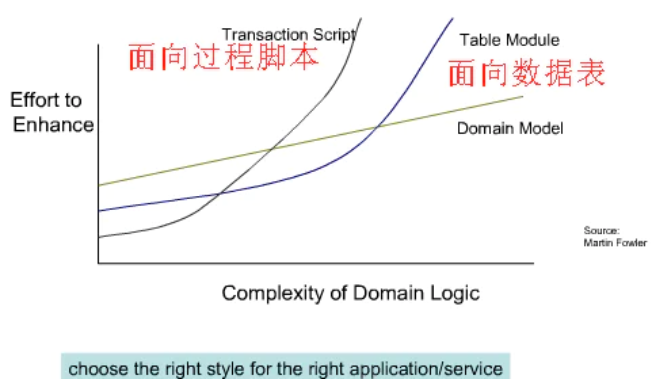 Transaction Script
面向过程脚本
Table Module
面向数据表
Effort to
Enhance
Domain Model
Source:
Martin Fowler
Complexity of Domain Logic
choose the right style for the right application/service